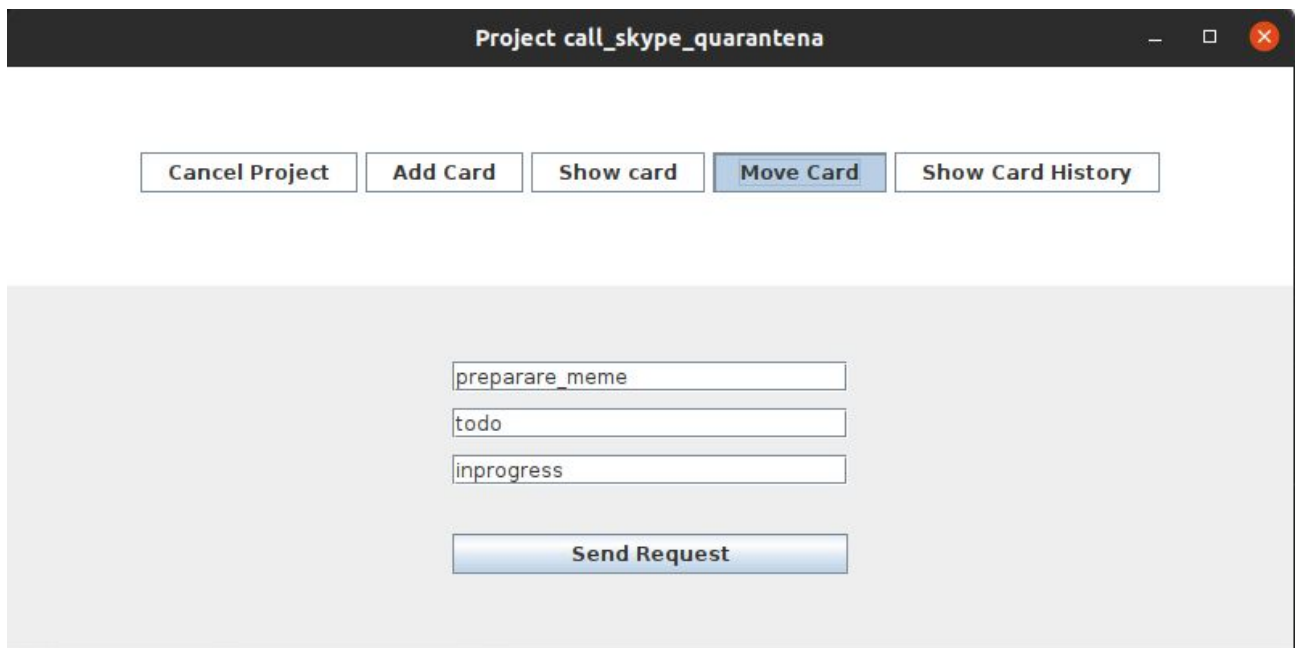 Project call_skype_quarantena
Cancel Project Add Card Show card Move Card Show Card History
preparare_meme
todo
inprogress
Send Request